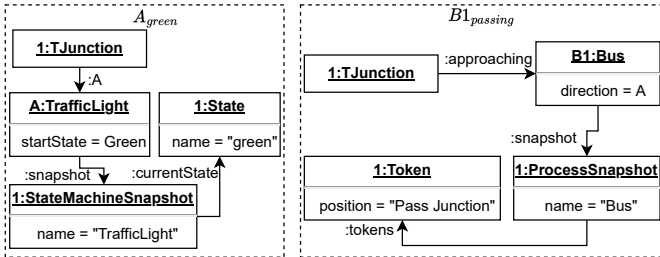 A_green
1:TJunction
:A
A:TrafficLight
startState = Green
1:State
name = "green"
:snapshot
:currentState
1:StateMachineSnapshot
name = "TrafficLight"
B1_passing
1:TJunction
:approaching
B1:Bus
direction = A
:snapshot
1:Token
position = "Pass Junction"
1:ProcessSnapshot
name = "Bus"
:tokens